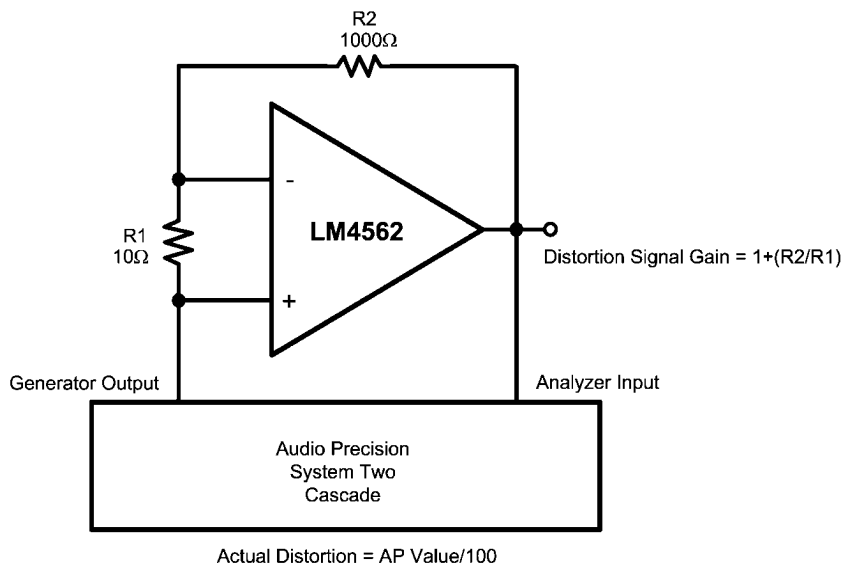 R2
1000Ω
-
LM4562
R1
10Ω
+
Distortion Signal Gain = 1+(R2/R1)
Generator Output
Analyzer Input
Audio Precision
System Two
Cascade
Actual Distortion = AP Value/100